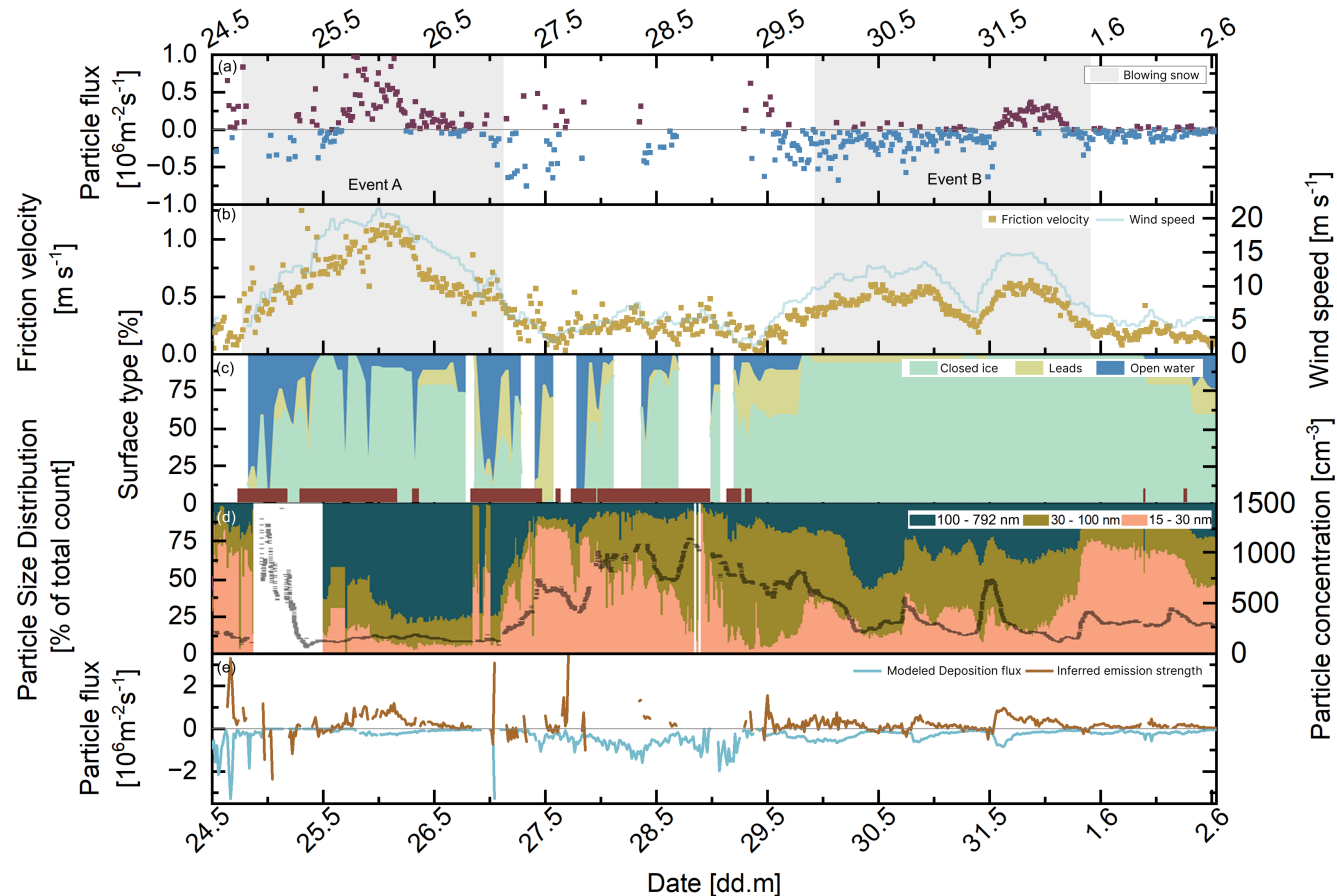 24.5 25.5 26.5 27.5 28.5 29.5 30.5 31.5 1.6 2.6
(a)
Particle flux
[10⁶m⁻²s⁻¹]
1.0
0.5
0.0
−0.5
−1.0
Blowing snow
Event A
Event B
(b)
Friction velocity
[m s⁻¹]
1.0
0.5
0.0
Friction velocity Wind speed
20
15
10
5
0
Wind speed [m s⁻¹]
(c)
Surface type [%]
75
50
25
0
Closed ice Leads Open water
(d)
Particle Size Distribution
[% of total count]
75
50
25
0
100 - 792 nm 30 - 100 nm 15 - 30 nm
1500
1000
500
0
Particle concentration [cm⁻³]
(e)
Particle flux
[10⁶m⁻²s⁻¹]
2
0
−2
Modeled Deposition flux Inferred emission strength
24.5 25.5 26.5 27.5 28.5 29.5 30.5 31.5 1.6 2.6
Date [dd.m]